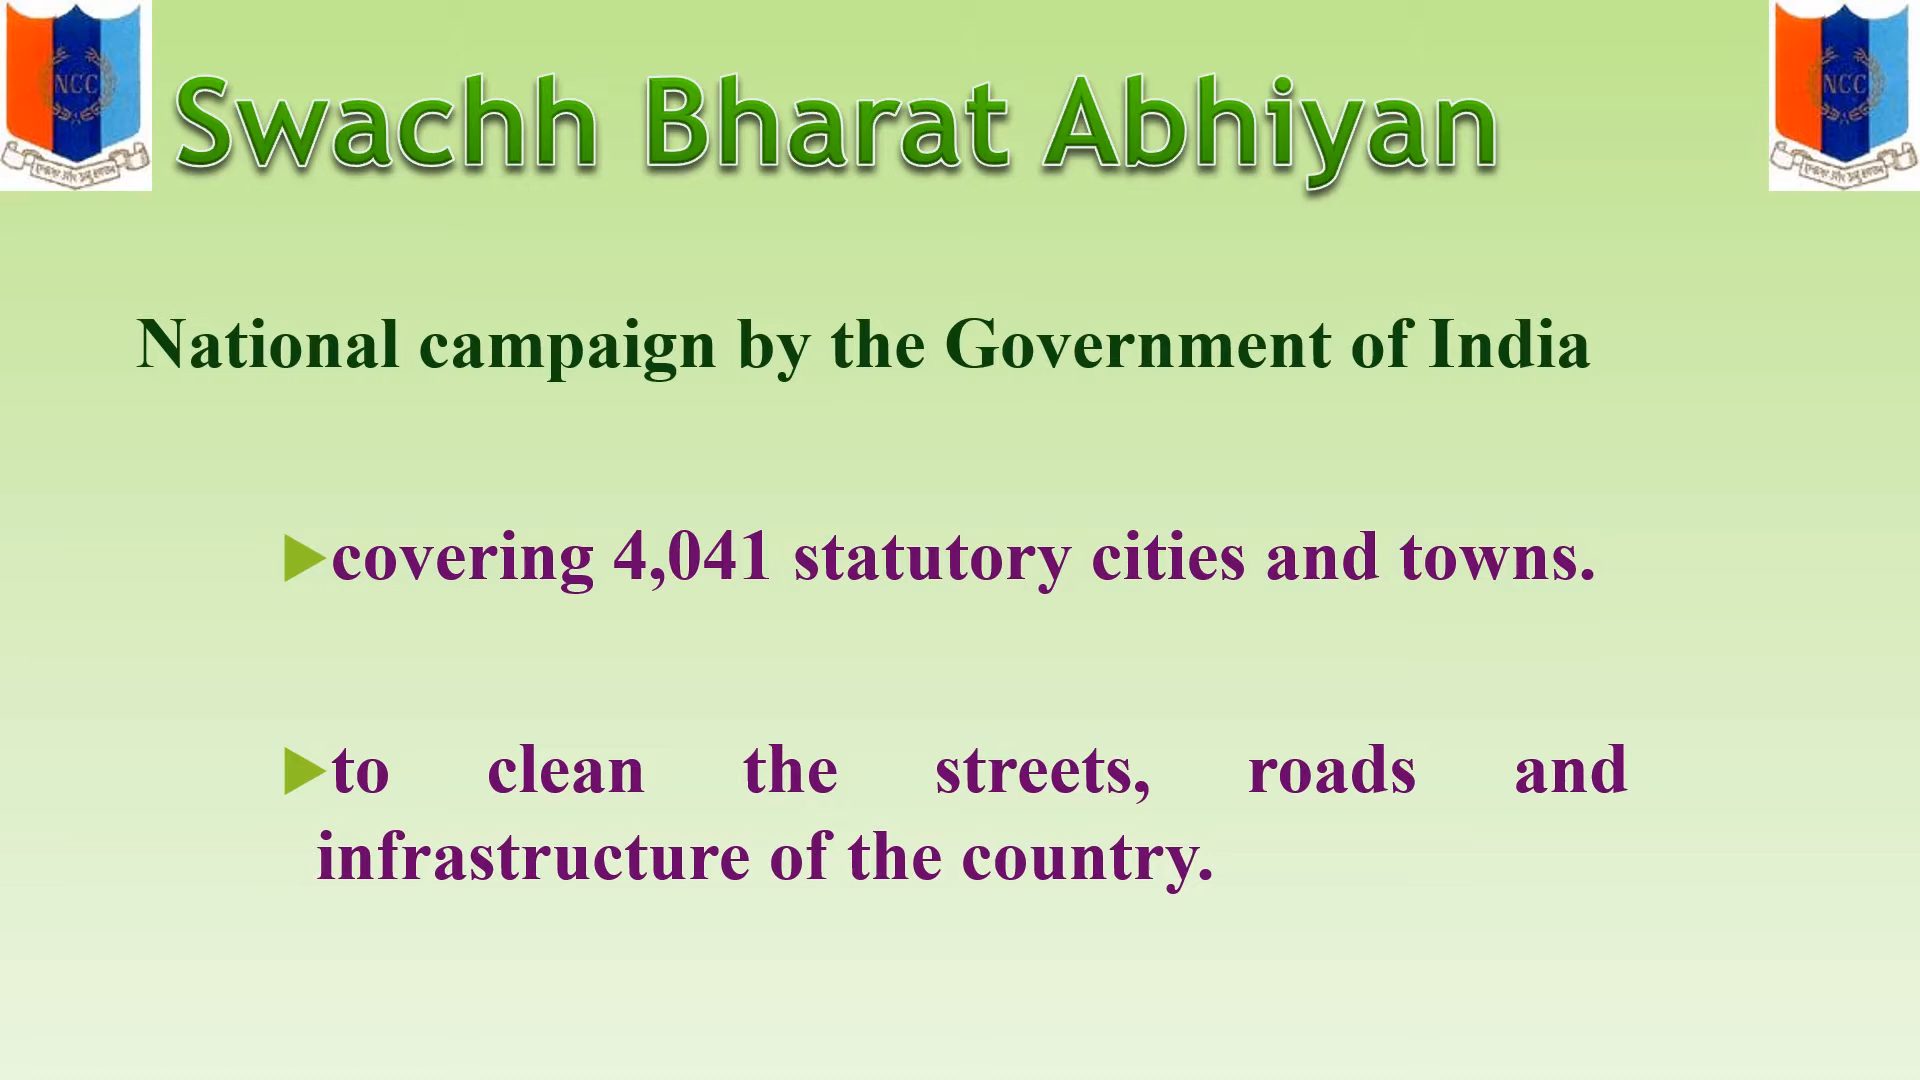 NCC
NCC
Swachh Bharat Abhiyan
National campaign by the Government of India
covering 4,041 statutory cities and towns.
to clean the streets, roads and
infrastructure of the country.